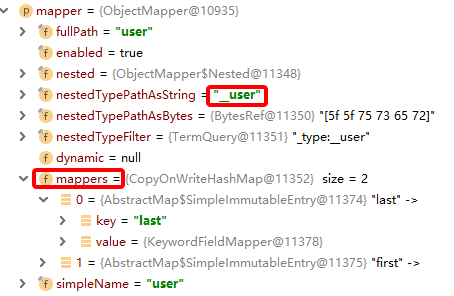 mapper = {ObjectMapper@10935}
fullPath = "user"
enabled = true
nested = {ObjectMapper$Nested@11348}
nestedTypePathAsString = "__user"
nestedTypePathAsBytes = {BytesRef@11350} "[5f 5f 75 73 65 72]"
nestedTypeFilter = {TermQuery@11351} "_type:__user"
dynamic = null
mappers = {CopyOnWriteHashMap@11352} size = 2
0 = {AbstractMap$SimpleImmutableEntry@11374} "last" ->
key = "last"
value = {KeywordFieldMapper@11378}
1 = {AbstractMap$SimpleImmutableEntry@11375} "first" ->
simpleName = "user"